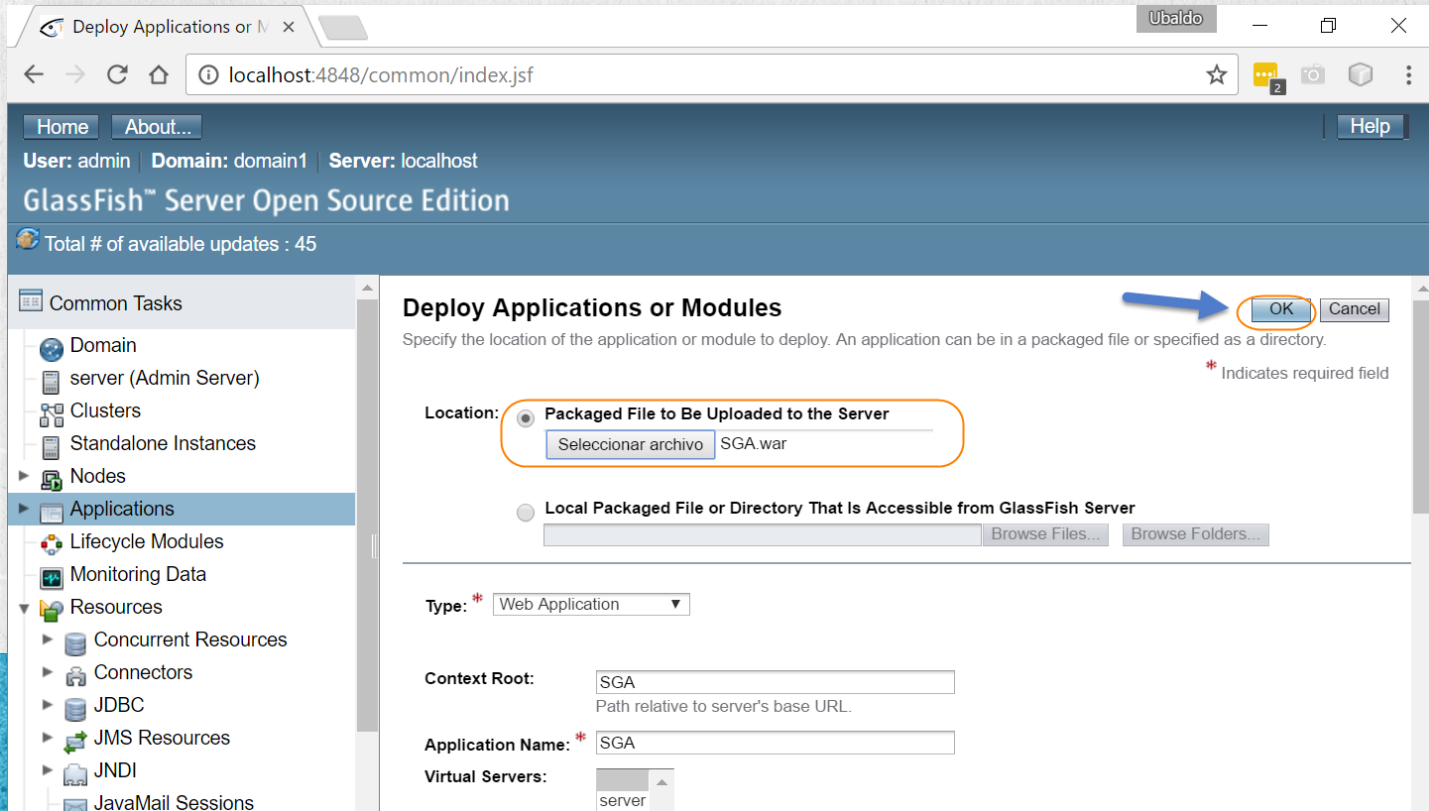 Deploy Applications or M
Ubaldo
localhost:4848/common/index.jsf
2
Home About... Help
User: admin Domain: domain1 Server: localhost
GlassFish™ Server Open Source Edition
Total # of available updates : 45
Common Tasks
Domain
server (Admin Server)
Clusters
Standalone Instances
Nodes
Applications
Lifecycle Modules
Monitoring Data
Resources
Concurrent Resources
Connectors
JDBC
JMS Resources
JNDI
JavaMail Sessions
Deploy Applications or Modules
OK Cancel
Specify the location of the application or module to deploy. An application can be in a packaged file or specified as a directory.
* Indicates required field
Location: Packaged File to Be Uploaded to the Server
Seleccionar archivo SGA.war
Local Packaged File or Directory That Is Accessible from GlassFish Server
Browse Files... Browse Folders...
Type: * Web Application
Context Root: SGA
Path relative to server's base URL.
Application Name: * SGA
Virtual Servers:
server